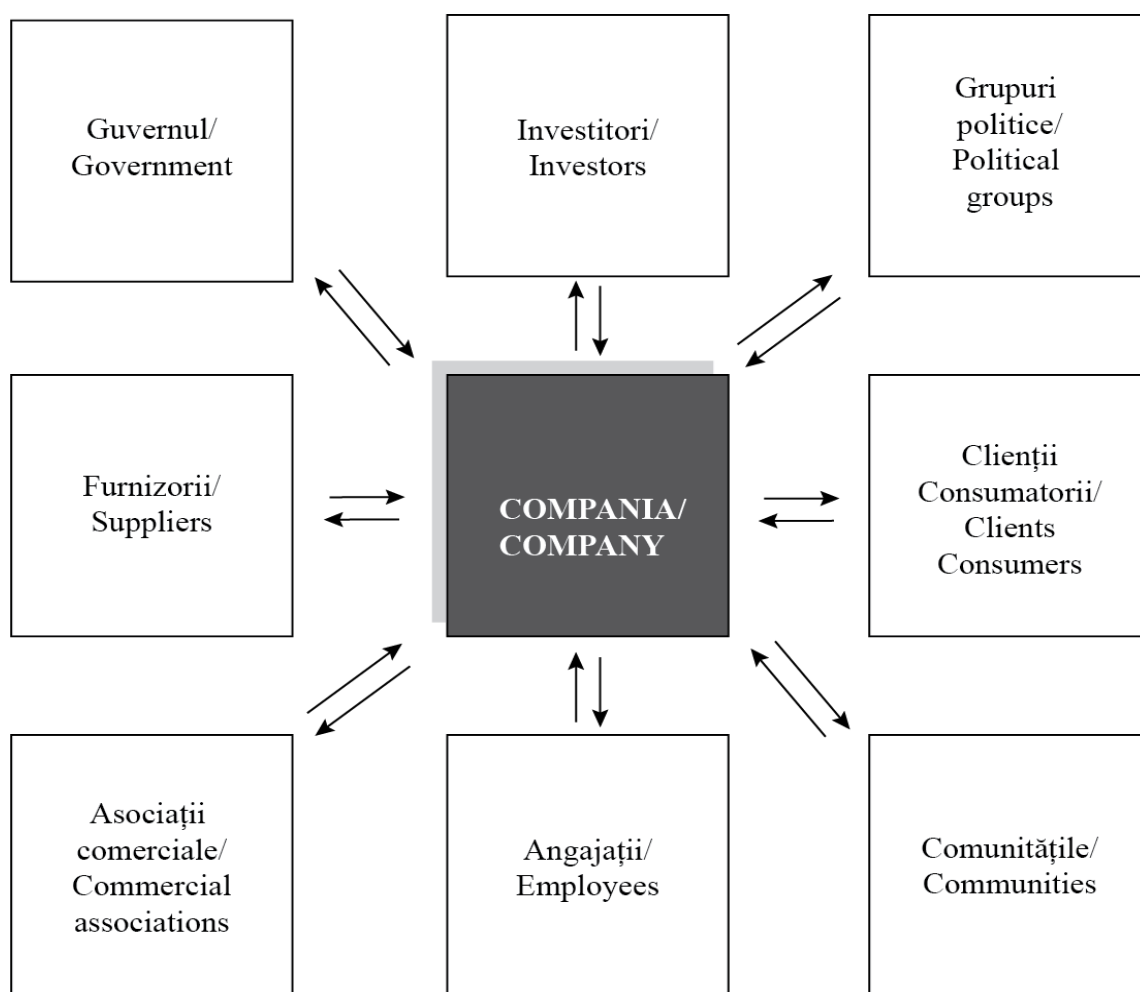 Guvernul/
Government
Investitori/
Investors
Grupuri
politice/
Political
groups
Furnizorii/
Suppliers
COMPANIA/
COMPANY
Clienții
Consumatorii/
Clients
Consumers
Asociații
comerciale/
Commercial
associations
Angajații/
Employees
Comunitățile/
Communities